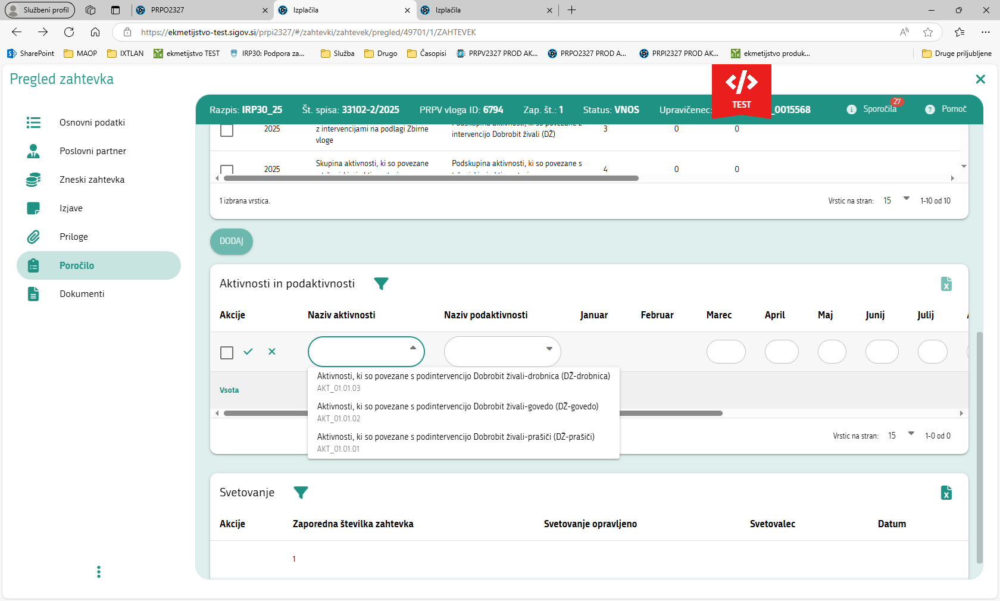 Službeni profil
PRPO2327
Izplačila
Izplačila
https://ekmetijstvo-test.sigov.si/prpi2327/#/zahtevki/zahtevek/pregled/49701/1/ZAHTEVEK
SharePoint
MAOP
IXTLAN
ekmetijstvo TEST
IRP30: Podpora za...
Služba
Drugo
Časopisi
PRPV2327 PROD AK...
PRPO2327 PROD A...
PRPI2327 PROD AK...
ekmetijstvo produk...
Druge priljubljene
Pregled zahtevka
TEST
Razpis: IRP30_25 Št. spisa: 33102-2/2025 PRPV vloga ID: 6794 Zap. št.: 1 Status: VNOS Upravičenec: _0015568
Sporočila 27
Pomoč
Osnovni podatki
Poslovni partner
Zneski zahtevka
Izjave
Priloge
Poročilo
Dokumenti
2025 z intervencijami na podlagi Zbirne vloge intervencijo Dobrobit živali (DŽ) 3 0 0
2025 Skupina aktivnosti, ki so povezane Podskupina aktivnosti, ki so povezane s 4 0 0
1 izbrana vrstica.
Vrstic na stran: 15 1-10 od 10
DODAJ
Aktivnosti in podaktivnosti
Akcije Naziv aktivnosti Naziv podaktivnosti Januar Februar Marec April Maj Junij Julij
Aktivnosti, ki so povezane s podintervencijo Dobrobit živali-drobnica (DŽ-drobnica)
AKT_01.01.03
Aktivnosti, ki so povezane s podintervencijo Dobrobit živali-govedo (DŽ-govedo)
AKT_01.01.02
Aktivnosti, ki so povezane s podintervencijo Dobrobit živali-prašiči (DŽ-prašiči)
AKT_01.01.01
Vsota
Vrstic na stran: 15 1-0 od 0
Svetovanje
Akcije Zaporedna številka zahtevka Svetovanje opravljeno Svetovalec Datum
1